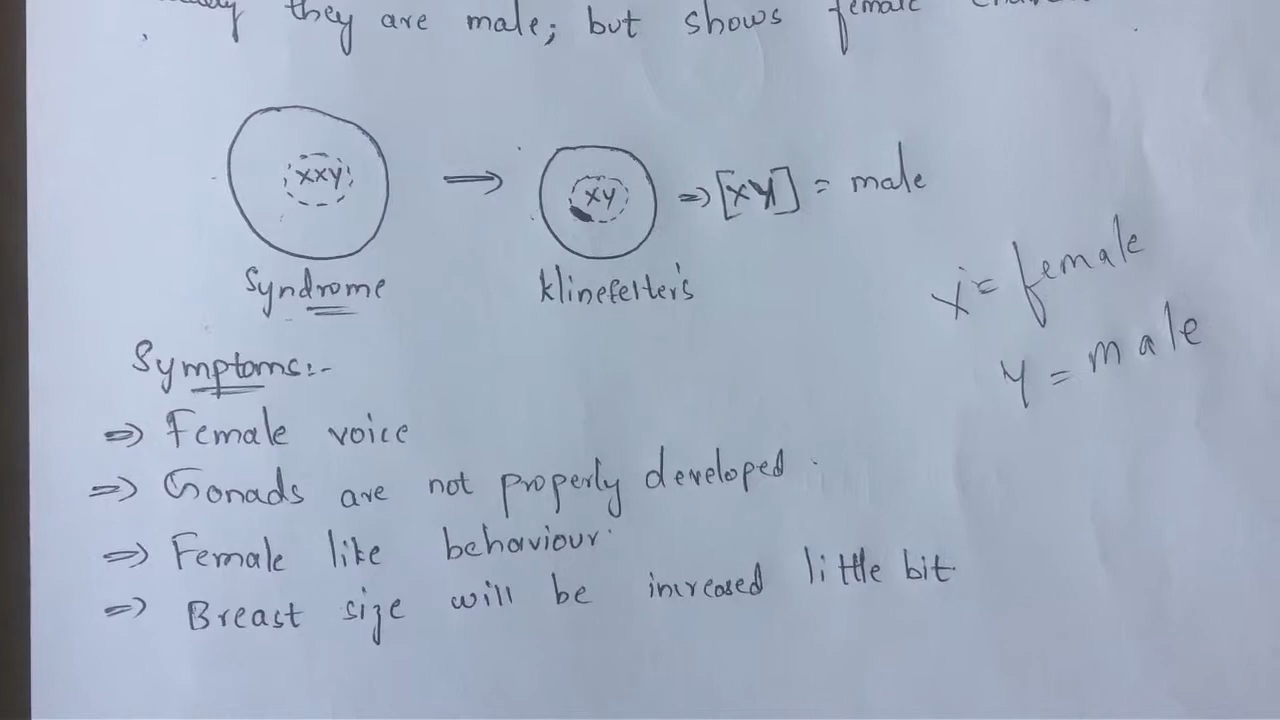 they are male; but shows female
XXY
XY
⇒ [XY] = male
Syndrome
klinefelter's
X = female
Y = male
Symptoms:-
⇒ Female voice
⇒ Gonads are not properly developed.
⇒ Female like behaviour.
⇒ Breast size will be increased little bit